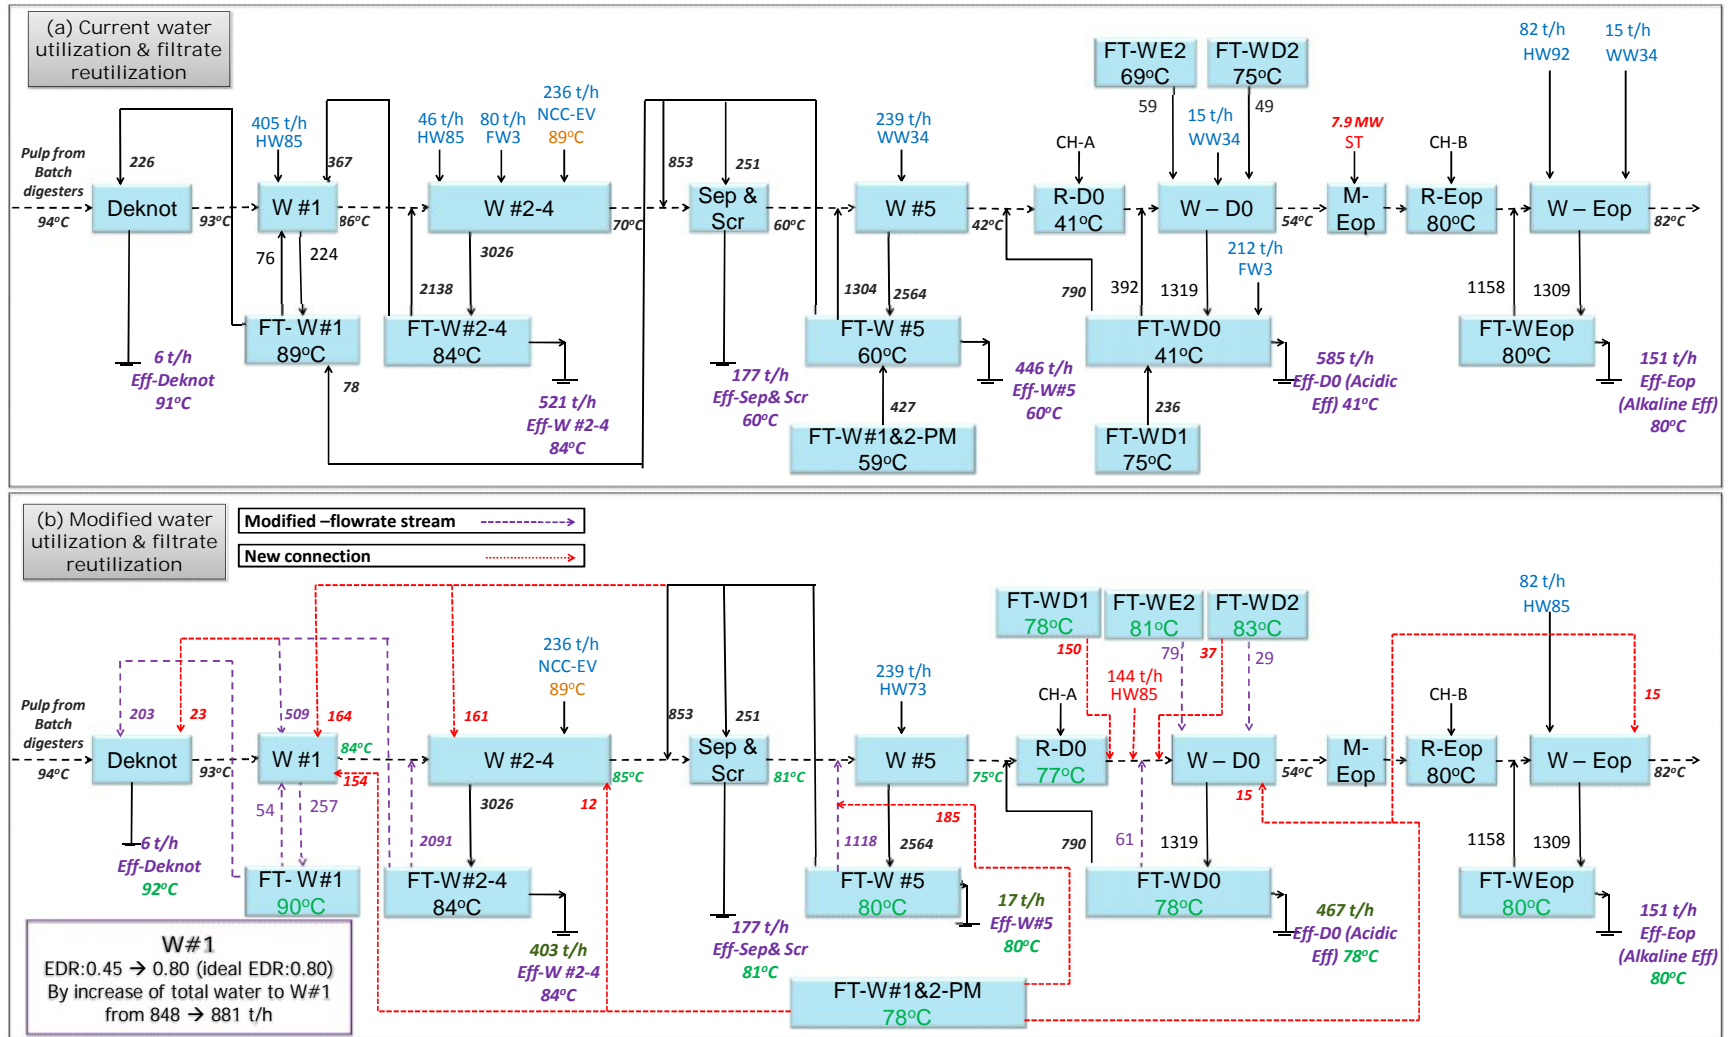 (a) Current water
utilization & filtrate
reutilization
FT-WE2
69°C
FT-WD2
75°C
82 t/h
HW92
15 t/h
WW34
405 t/h
HW85
46 t/h
HW85
80 t/h
FW3
236 t/h
NCC-EV
89°C
239 t/h
WW34
59
49
15 t/h
WW34
7.9 MW
ST
CH-A
CH-B
Pulp from
Batch
digesters
226
367
853
251
94°C
Deknot
93°C
W #1
86°C
W #2-4
70°C
Sep &
Scr
60°C
W #5
42°C
R-D0
41°C
W – D0
54°C
M-
Eop
R-Eop
80°C
W – Eop
82°C
76
224
2138
3026
1304
2564
790
392
1319
212 t/h
FW3
1158
1309
FT- W#1
89°C
FT-W#2-4
84°C
FT-W #5
60°C
FT-WD0
41°C
FT-WEop
80°C
6 t/h
Eff-Deknot
91°C
78
521 t/h
Eff-W #2-4
84°C
177 t/h
Eff-Sep& Scr
60°C
446 t/h
Eff-W#5
60°C
585 t/h
Eff-D0 (Acidic
Eff) 41°C
151 t/h
Eff-Eop
(Alkaline Eff)
80°C
427
236
FT-W#1&2-PM
59°C
FT-WD1
75°C
(b) Modified water
utilization & filtrate
reutilization
Modified –flowrate stream
New connection
FT-WD1
78°C
FT-WE2
81°C
FT-WD2
83°C
82 t/h
HW85
236 t/h
NCC-EV
89°C
239 t/h
HW73
150
79
37
29
144 t/h
HW85
CH-A
CH-B
15
Pulp from
Batch
digesters
203
23
509
164
161
853
251
94°C
Deknot
93°C
W #1
84°C
154
W #2-4
85°C
12
Sep &
Scr
81°C
W #5
75°C
R-D0
77°C
W – D0
15
54°C
M-
Eop
R-Eop
80°C
W – Eop
82°C
54
257
2091
3026
1118
185
2564
790
61
1319
1158
1309
6 t/h
Eff-Deknot
92°C
FT- W#1
90°C
FT-W#2-4
84°C
FT-W #5
80°C
FT-WD0
78°C
FT-WEop
80°C
403 t/h
Eff-W #2-4
84°C
177 t/h
Eff-Sep& Scr
81°C
17 t/h
Eff-W#5
80°C
467 t/h
Eff-D0 (Acidic
Eff) 78°C
151 t/h
Eff-Eop
(Alkaline Eff)
80°C
W#1
EDR:0.45 → 0.80 (ideal EDR:0.80)
By increase of total water to W#1
from 848 → 881 t/h
FT-W#1&2-PM
78°C